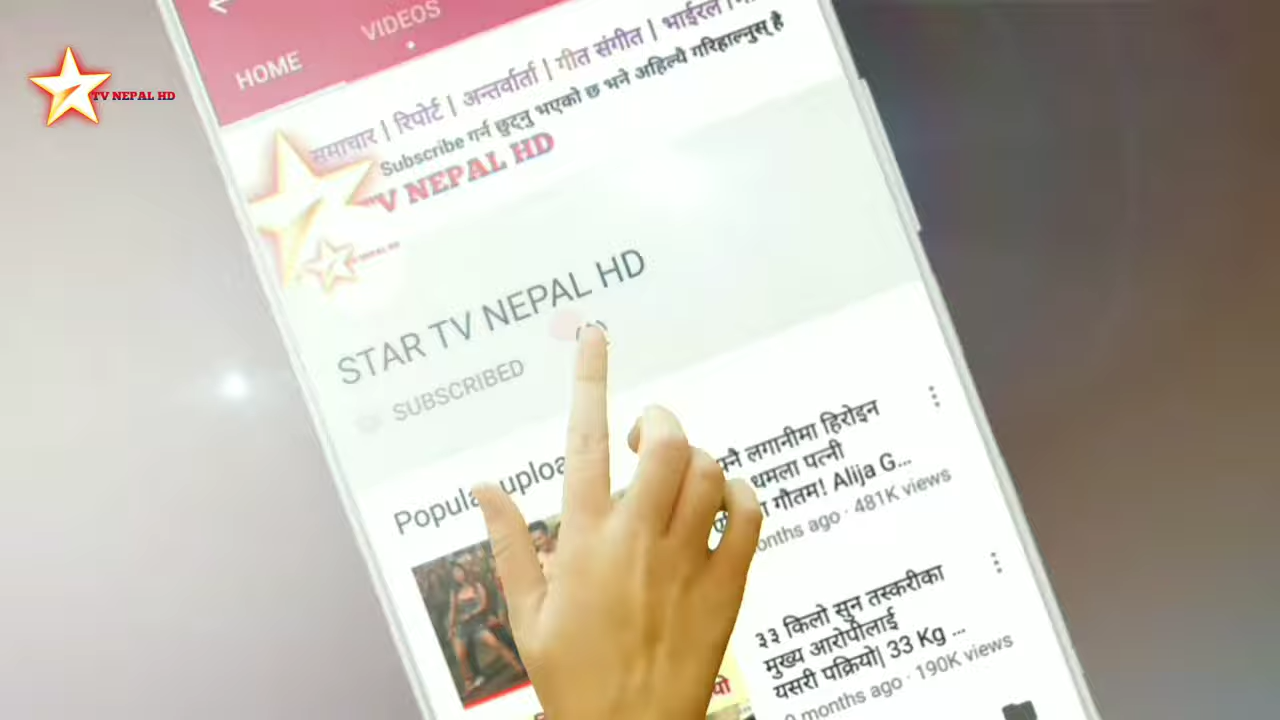 TV NEPAL HD
HOME
VIDEOS
समाचार | रिपोर्ट | अन्तर्वार्ता | गीत संगीत | भाईरल
Subscribe गर्न छुट्नु भएको छ भने अहिल्यै गरिहाल्नुस् है
TV NEPAL HD
STAR TV NEPAL HD
SUBSCRIBED
Popular
लगानीमा हिरोइन
धमला पत्नी
गौतम! Alija G...
ago · 481K views
३३ किलो सुन तस्करीका
मुख्य आरोपीलाई
यसरी पक्रियो| 33 Kg ...
months ago · 190K views